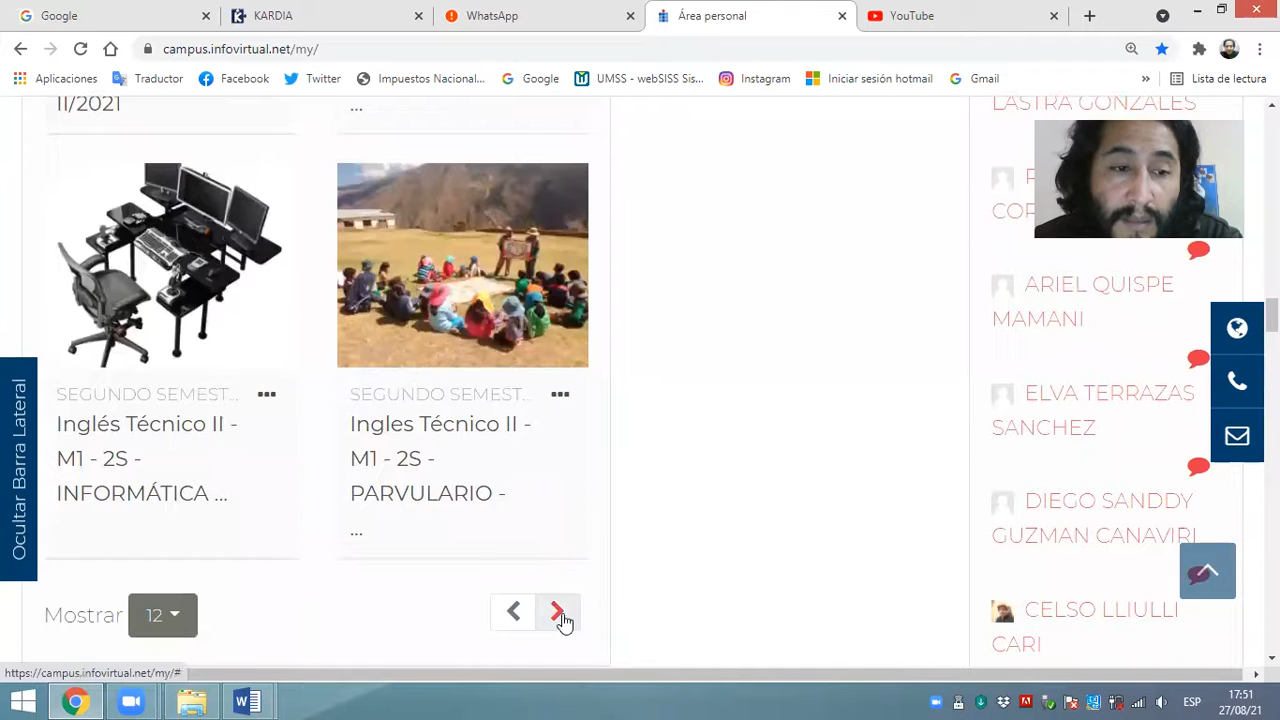 Google
KARDIA
WhatsApp
Área personal
YouTube
campus.infovirtual.net/my/
Aplicaciones
Traductor
Facebook
Twitter
Impuestos Nacional...
Google
UMSS - webSISS Sis...
Instagram
Iniciar sesión hotmail
Gmail
»
Lista de lectura
II/2021
...
LASTRA GONZALES
ARIEL QUISPE
MAMANI
ELVA TERRAZAS
SANCHEZ
DIEGO SANDDY
GUZMAN CANAVIRI
CELSO LLIULLI
CARI
Ocultar Barra Lateral
SEGUNDO SEMEST...
Inglés Técnico II -
M1 - 2S -
INFORMÁTICA ...
SEGUNDO SEMEST...
Ingles Técnico II -
M1 - 2S -
PARVULARIO -
...
Mostrar 12
https://campus.infovirtual.net/my/#
ESP
17:51
27/08/21